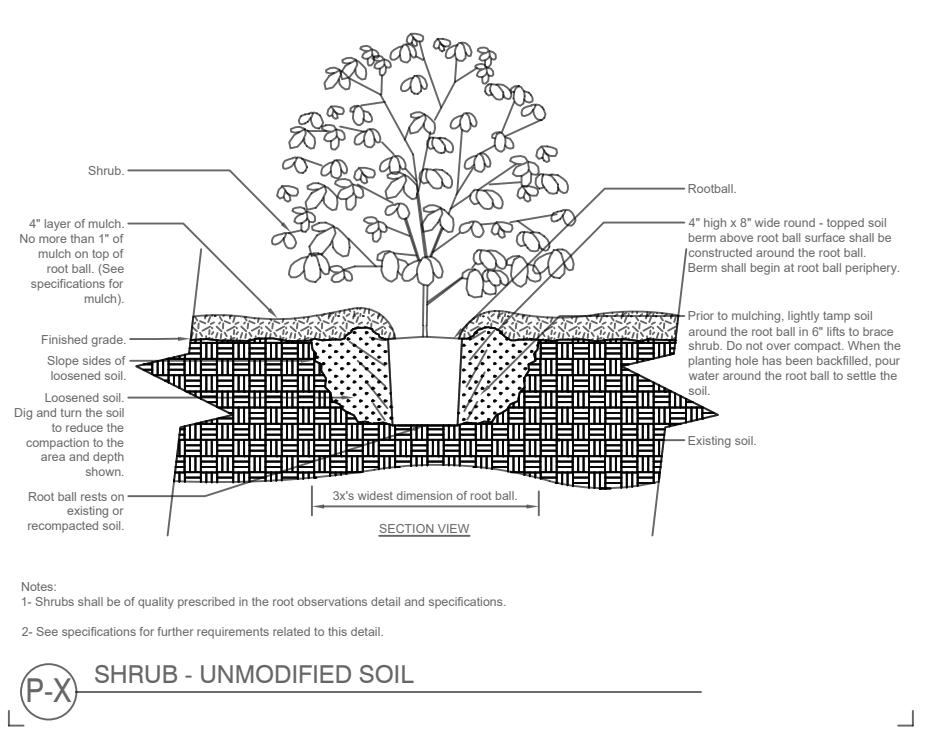 Shrub.
4" layer of mulch.
No more than 1" of
mulch on top of
root ball. (See
specifications for
mulch).
Finished grade.
Slope sides of
loosened soil.
Loosened soil.
Dig and turn the soil
to reduce the
compaction to the
area and depth
shown.
Root ball rests on
existing or
recompacted soil.
Rootball.
4" high x 8" wide round - topped soil
berm above root ball surface shall be
constructed around the root ball.
Berm shall begin at root ball periphery.
Prior to mulching, lightly tamp soil
around the root ball in 6" lifts to brace
shrub. Do not over compact. When the
planting hole has been backfilled, pour
water around the root ball to settle the
soil.
Existing soil.
3x's widest dimension of root ball.
SECTION VIEW
Notes:
1- Shrubs shall be of quality prescribed in the root observations detail and specifications.
2- See specifications for further requirements related to this detail.
P-X
SHRUB - UNMODIFIED SOIL